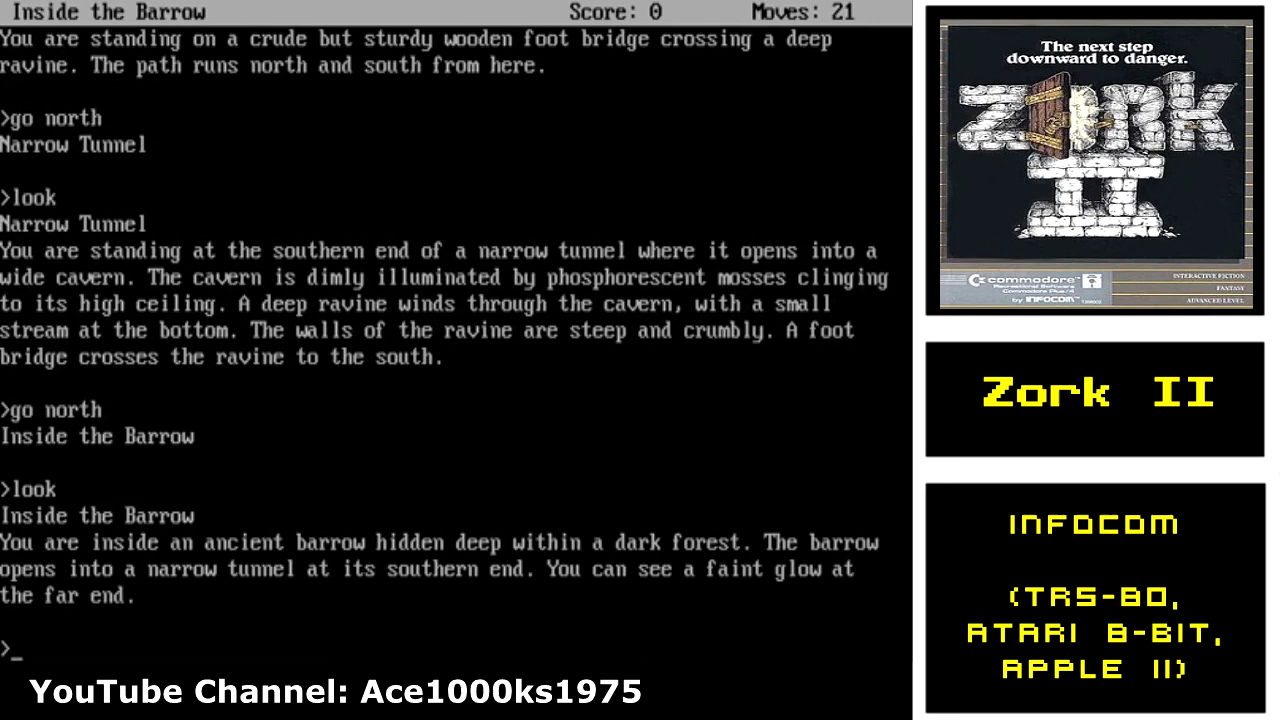 Inside the Barrow Score: 0 Moves: 21
You are standing on a crude but sturdy wooden foot bridge crossing a deep
ravine. The path runs north and south from here.
>go north
Narrow Tunnel
>look
Narrow Tunnel
You are standing at the southern end of a narrow tunnel where it opens into a
wide cavern. The cavern is dimly illuminated by phosphorescent mosses clinging
to its high ceiling. A deep ravine winds through the cavern, with a small
stream at the bottom. The walls of the ravine are steep and crumbly. A foot
bridge crosses the ravine to the south.
>go north
Inside the Barrow
>look
Inside the Barrow
You are inside an ancient barrow hidden deep within a dark forest. The barrow
opens into a narrow tunnel at its southern end. You can see a faint glow at
the far end.
>_
YouTube Channel: Ace1000ks1975
The next step
downward to danger.
ZORK
II
commodore
Recreational Software
Commodore Plus/4
by INFOCOM
INTERACTIVE FICTION
FANTASY
ADVANCED LEVEL
Zork II
INFOCOM
(TRS-80,
ATARI 8-BIT,
APPLE II)